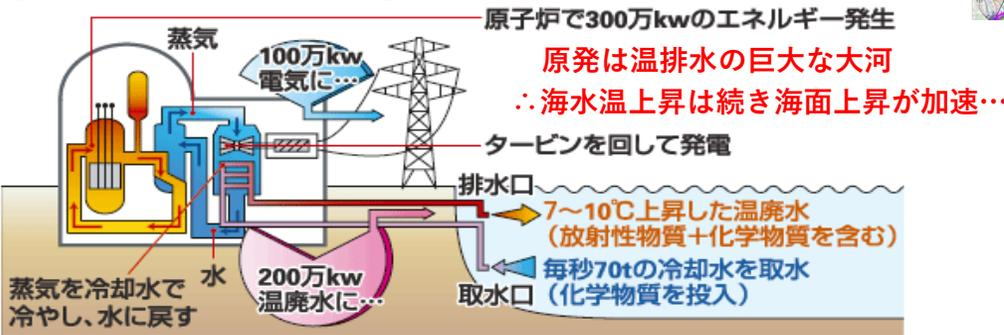 原子炉で300万kwのエネルギー発生
蒸気
100万kw
電気に…
原発は温排水の巨大な大河
∴海水温上昇は続き海面上昇が加速…
タービンを回して発電
排水口
7～10℃上昇した温廃水
（放射性物質＋化学物質を含む）
毎秒70tの冷却水を取水
（化学物質を投入）
取水口
200万kw
温廃水に…
水
蒸気を冷却水で
冷やし、水に戻す